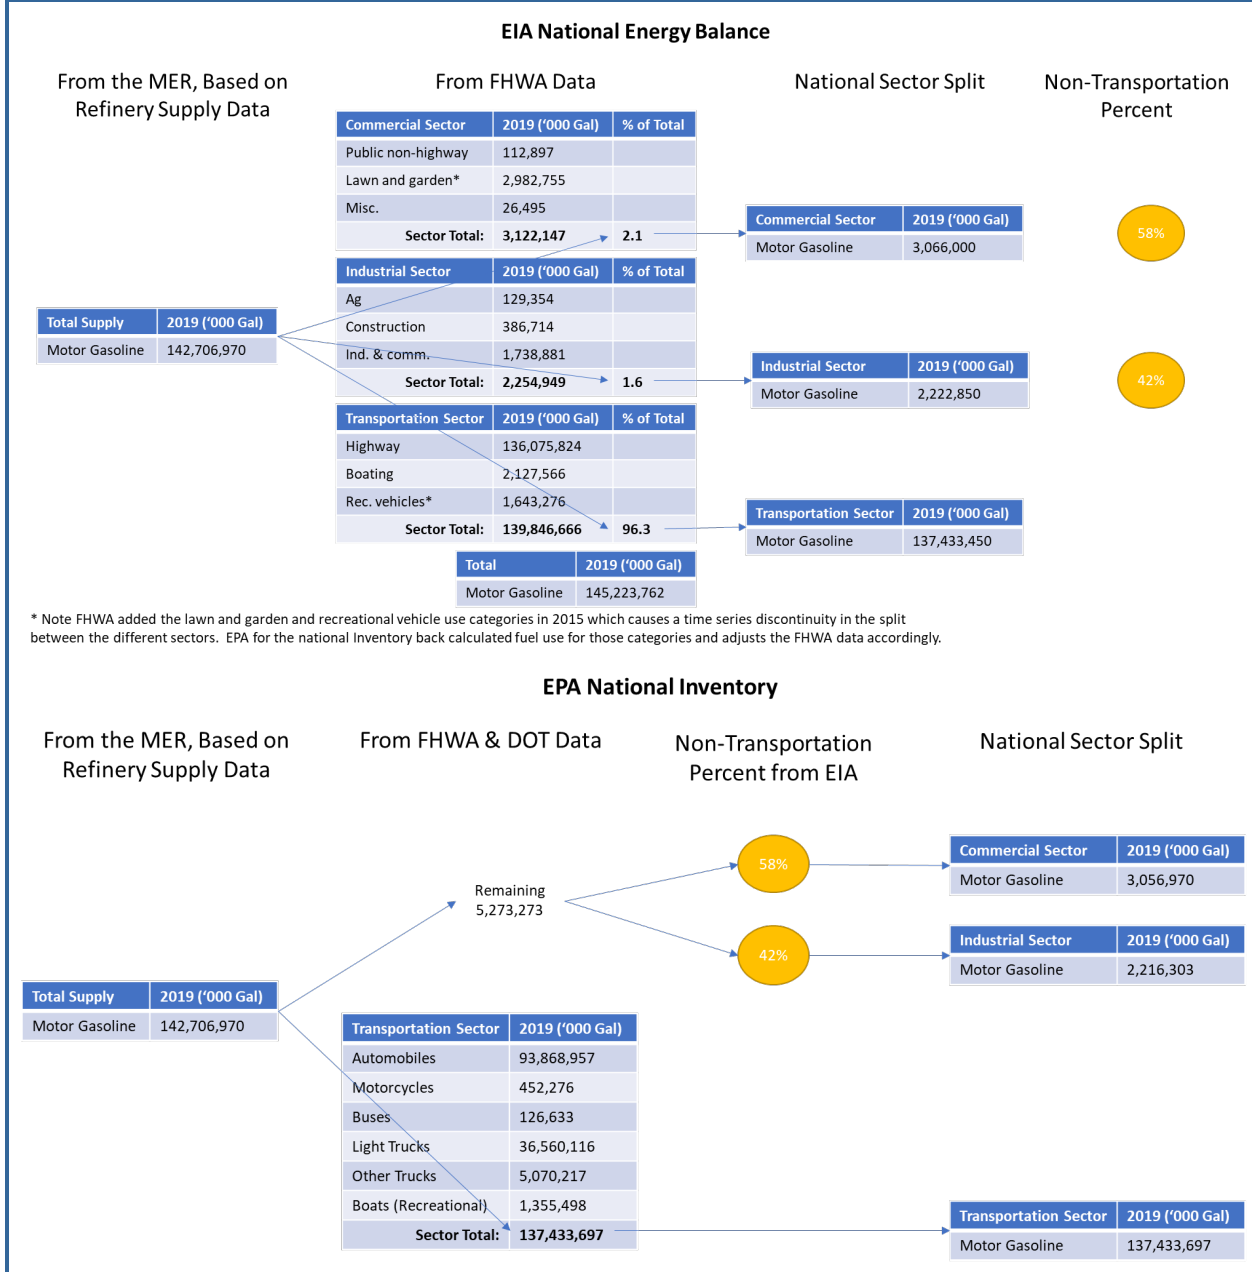 EIA National Energy Balance
From the MER, Based on
Refinery Supply Data
From FHWA Data
National Sector Split
Non-Transportation
Percent
Commercial Sector 2019 (‘000 Gal) % of Total
Public non-highway 112,897
Lawn and garden* 2,982,755
Misc. 26,495
Sector Total: 3,122,147 2.1
Commercial Sector 2019 (‘000 Gal)
Motor Gasoline 3,066,000
58%
Industrial Sector 2019 (‘000 Gal) % of Total
Ag 129,354
Construction 386,714
Ind. & comm. 1,738,881
Sector Total: 2,254,949 1.6
Total Supply 2019 (‘000 Gal)
Motor Gasoline 142,706,970
Industrial Sector 2019 (‘000 Gal)
Motor Gasoline 2,222,850
42%
Transportation Sector 2019 (‘000 Gal) % of Total
Highway 136,075,824
Boating 2,127,566
Rec. vehicles* 1,643,276
Sector Total: 139,846,666 96.3
Transportation Sector 2019 (‘000 Gal)
Motor Gasoline 137,433,450
Total 2019 (‘000 Gal)
Motor Gasoline 145,223,762
* Note FHWA added the lawn and garden and recreational vehicle use categories in 2015 which causes a time series discontinuity in the split
between the different sectors. EPA for the national Inventory back calculated fuel use for those categories and adjusts the FHWA data accordingly.
EPA National Inventory
From the MER, Based on
Refinery Supply Data
From FHWA & DOT Data
Non-Transportation
Percent from EIA
National Sector Split
Remaining
5,273,273
58%
Commercial Sector 2019 (‘000 Gal)
Motor Gasoline 3,056,970
42%
Industrial Sector 2019 (‘000 Gal)
Motor Gasoline 2,216,303
Total Supply 2019 (‘000 Gal)
Motor Gasoline 142,706,970
Transportation Sector 2019 (‘000 Gal)
Automobiles 93,868,957
Motorcycles 452,276
Buses 126,633
Light Trucks 36,560,116
Other Trucks 5,070,217
Boats (Recreational) 1,355,498
Sector Total: 137,433,697
Transportation Sector 2019 (‘000 Gal)
Motor Gasoline 137,433,697